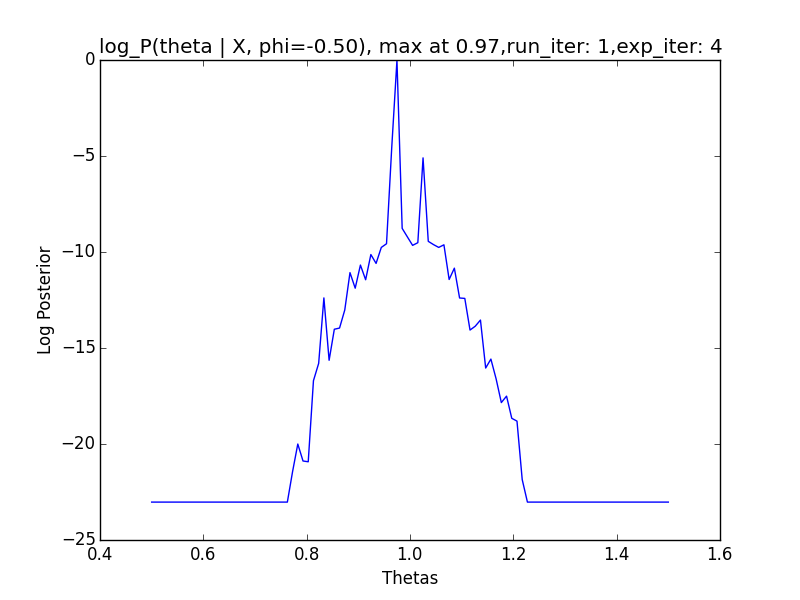 log_P(theta | X, phi=-0.50), max at 0.97,run_iter: 1,exp_iter: 4
0
−5
−10
−15
−20
−25
Log Posterior
0.4 0.6 0.8 1.0 1.2 1.4 1.6
Thetas